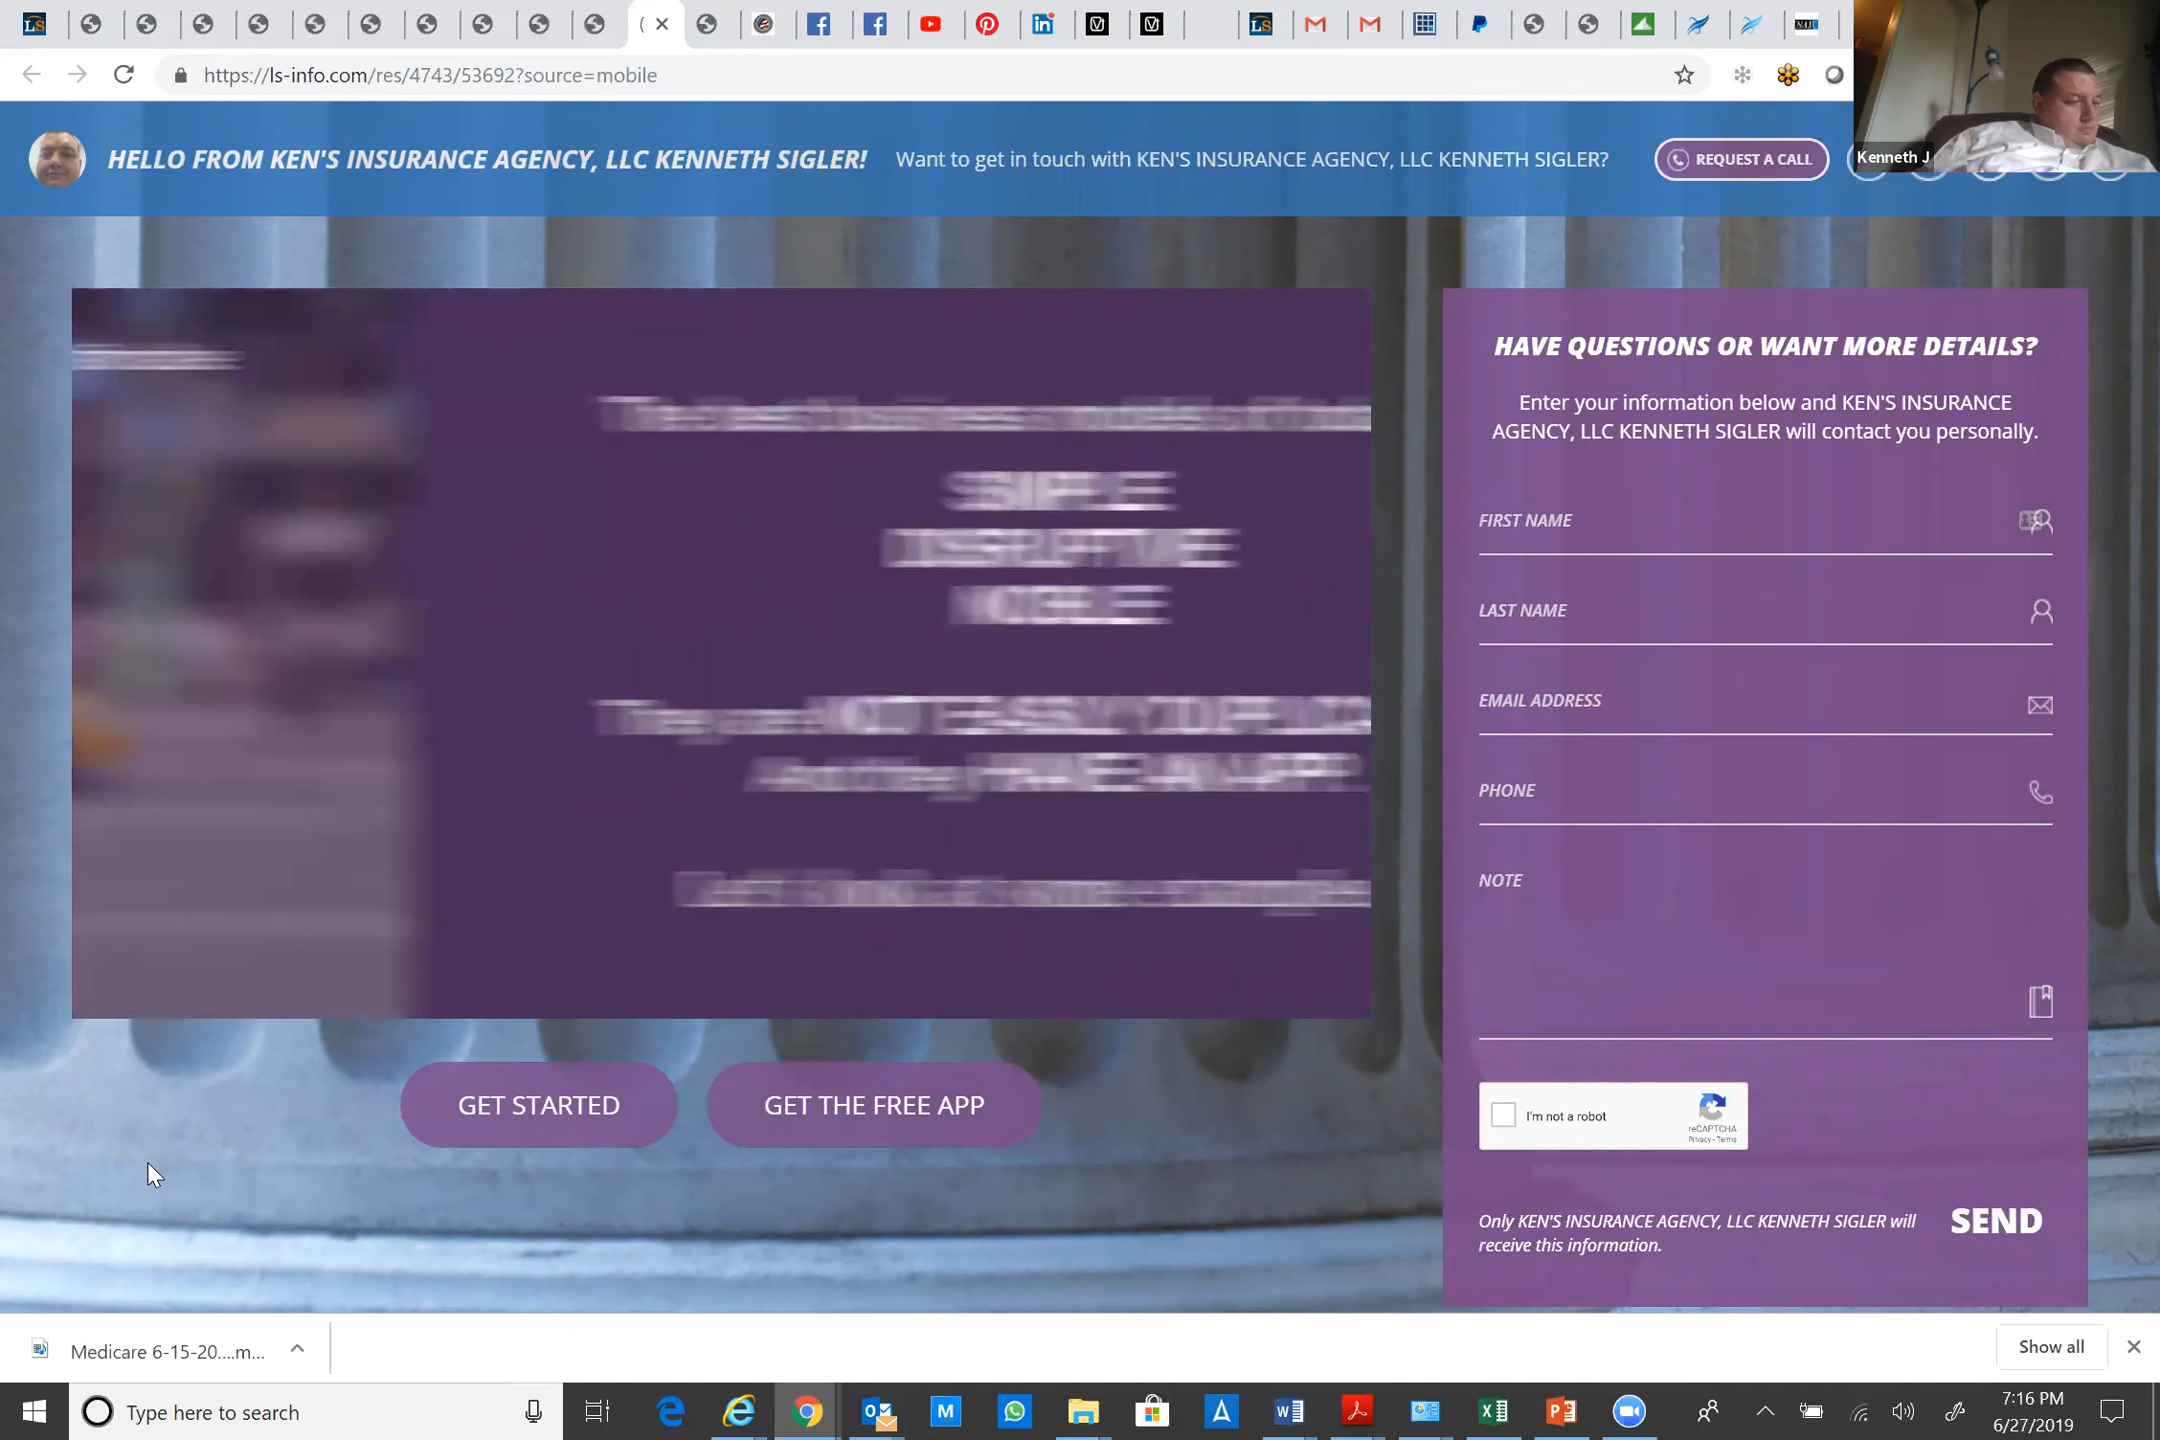 https://ls-info.com/res/4743/53692?source=mobile
Kenneth J
HELLO FROM KEN'S INSURANCE AGENCY, LLC KENNETH SIGLER!
Want to get in touch with KEN'S INSURANCE AGENCY, LLC KENNETH SIGLER?
REQUEST A CALL
SIMPLE
DISRUPTIVE
MOBILE
GET STARTED
GET THE FREE APP
HAVE QUESTIONS OR WANT MORE DETAILS?
Enter your information below and KEN'S INSURANCE
AGENCY, LLC KENNETH SIGLER will contact you personally.
FIRST NAME
LAST NAME
EMAIL ADDRESS
PHONE
NOTE
I'm not a robot
reCAPTCHA
Privacy - Terms
Only KEN'S INSURANCE AGENCY, LLC KENNETH SIGLER will
receive this information.
SEND
Medicare 6-15-20....m...
Show all
Type here to search
7:16 PM
6/27/2019